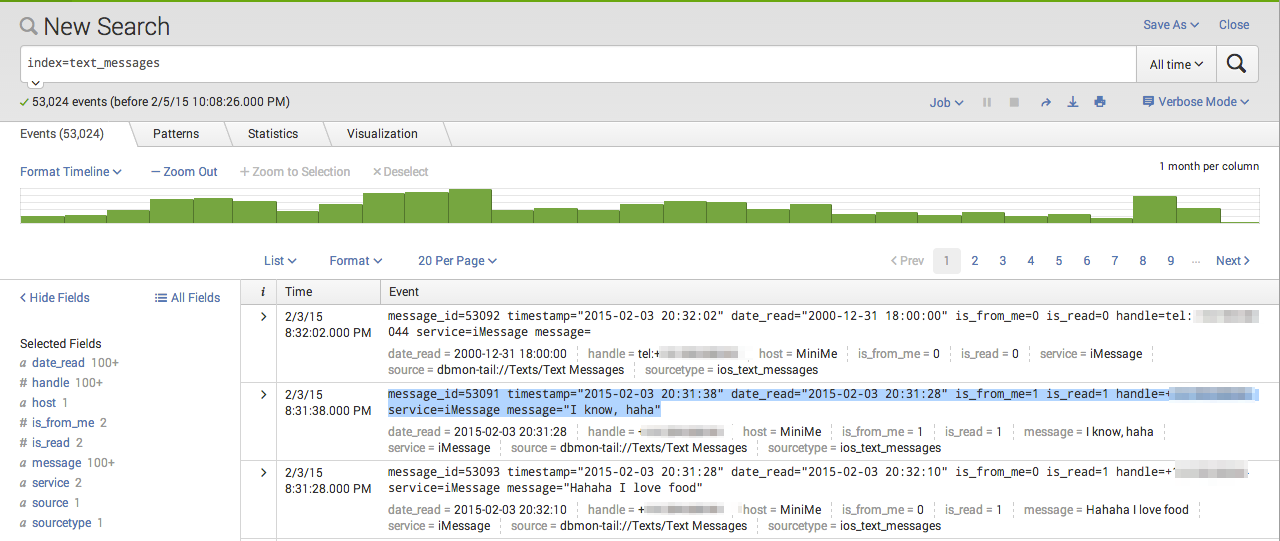 New Search
Save As
Close
index=text_messages
All time
53,024 events (before 2/5/15 10:08:26.000 PM)
Job
Verbose Mode
Events (53,024)
Patterns
Statistics
Visualization
Format Timeline
— Zoom Out
+ Zoom to Selection
× Deselect
1 month per column
List
Format
20 Per Page
< Prev
1
2
3
4
5
6
7
8
9
...
Next >
< Hide Fields
All Fields
i
Time
Event
Selected Fields
a date_read 100+
# handle 100+
a host 1
# is_from_me 2
# is_read 2
a message 100+
a service 2
a source 1
a sourcetype 1
2/3/15
8:32:02.000 PM
message_id=53092 timestamp="2015-02-03 20:32:02" date_read="2000-12-31 18:00:00" is_from_me=0 is_read=0 handle=tel:
044 service=iMessage message=
date_read = 2000-12-31 18:00:00 handle = tel:+ host = MiniMe is_from_me = 0 is_read = 0 service = iMessage
source = dbmon-tail://Texts/Text Messages sourcetype = ios_text_messages
2/3/15
8:31:38.000 PM
message_id=53091 timestamp="2015-02-03 20:31:38" date_read="2015-02-03 20:31:28" is_from_me=1 is_read=1 handle=+
service=iMessage message="I know, haha"
date_read = 2015-02-03 20:31:28 handle = + host = MiniMe is_from_me = 1 is_read = 1 message = I know, haha
service = iMessage source = dbmon-tail://Texts/Text Messages sourcetype = ios_text_messages
2/3/15
8:31:28.000 PM
message_id=53093 timestamp="2015-02-03 20:31:28" date_read="2015-02-03 20:32:10" is_from_me=0 is_read=1 handle=+
service=iMessage message="Hahaha I love food"
date_read = 2015-02-03 20:32:10 handle = + host = MiniMe is_from_me = 0 is_read = 1 message = Hahaha I love food
service = iMessage source = dbmon-tail://Texts/Text Messages sourcetype = ios_text_messages